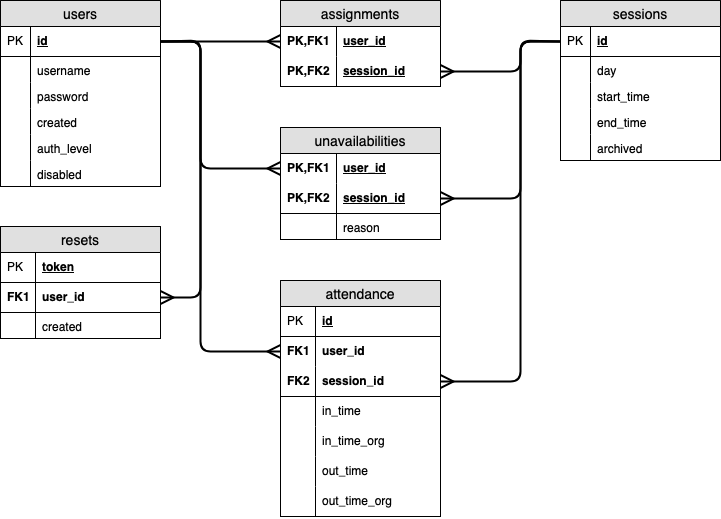 users
PK id
username
password
created
auth_level
disabled
resets
PK token
FK1 user_id
created
assignments
PK,FK1 user_id
PK,FK2 session_id
unavailabilities
PK,FK1 user_id
PK,FK2 session_id
reason
attendance
PK id
FK1 user_id
FK2 session_id
in_time
in_time_org
out_time
out_time_org
sessions
PK id
day
start_time
end_time
archived